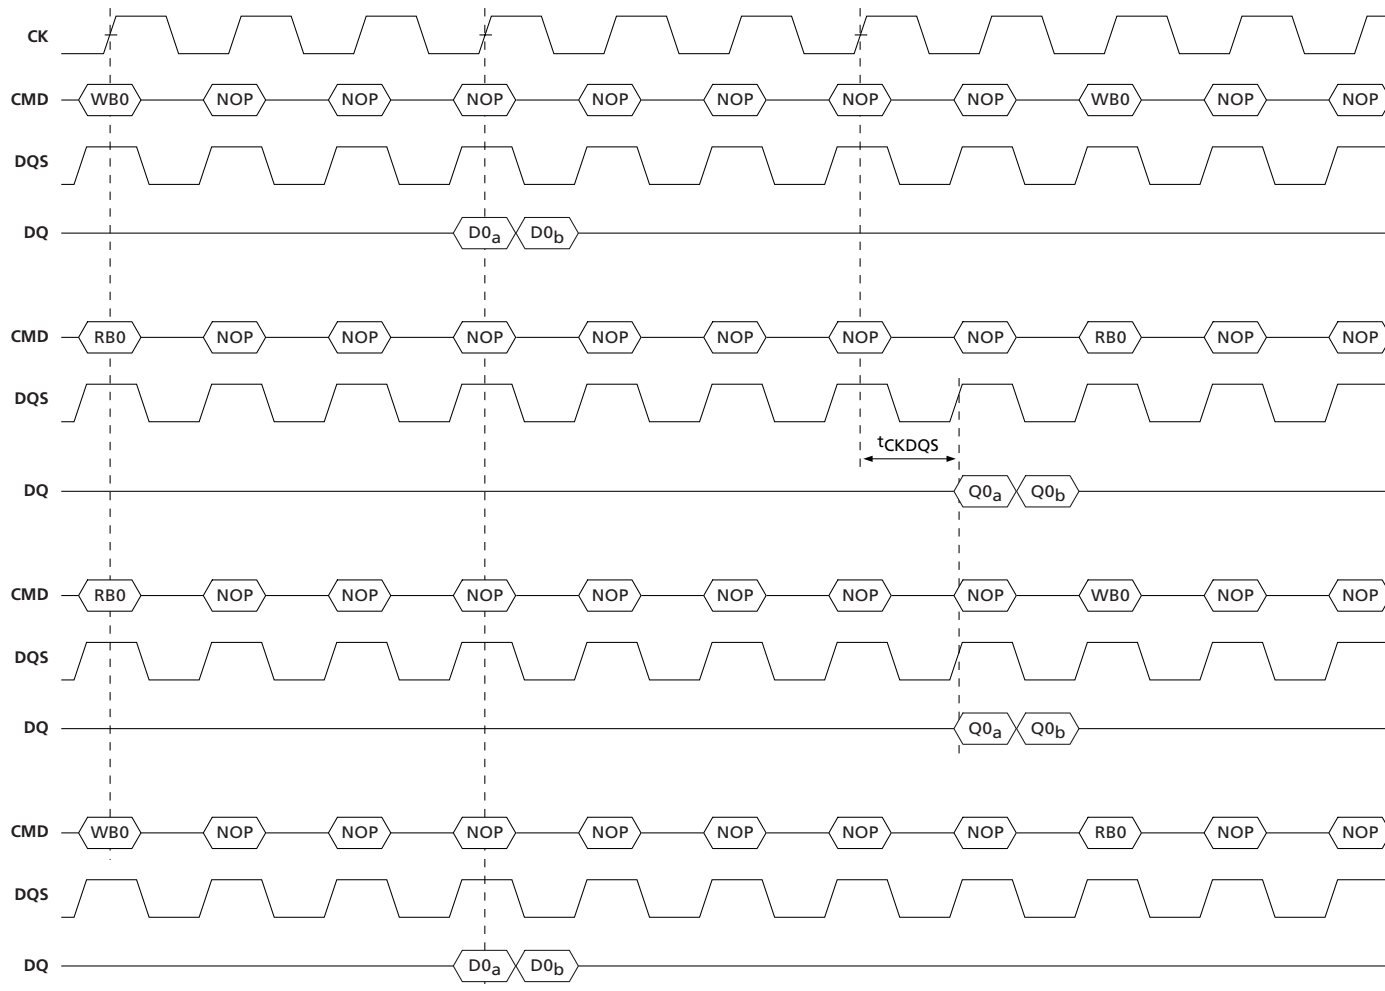 CK
CMD WB0 NOP NOP NOP NOP NOP NOP NOP WB0 NOP NOP
DQS
DQ D0a D0b
CMD RB0 NOP NOP NOP NOP NOP NOP NOP RB0 NOP NOP
DQS
tCKDQS
DQ Q0a Q0b
CMD RB0 NOP NOP NOP NOP NOP NOP NOP WB0 NOP NOP
DQS
DQ Q0a Q0b
CMD WB0 NOP NOP NOP NOP NOP NOP NOP RB0 NOP NOP
DQS
DQ D0a D0b